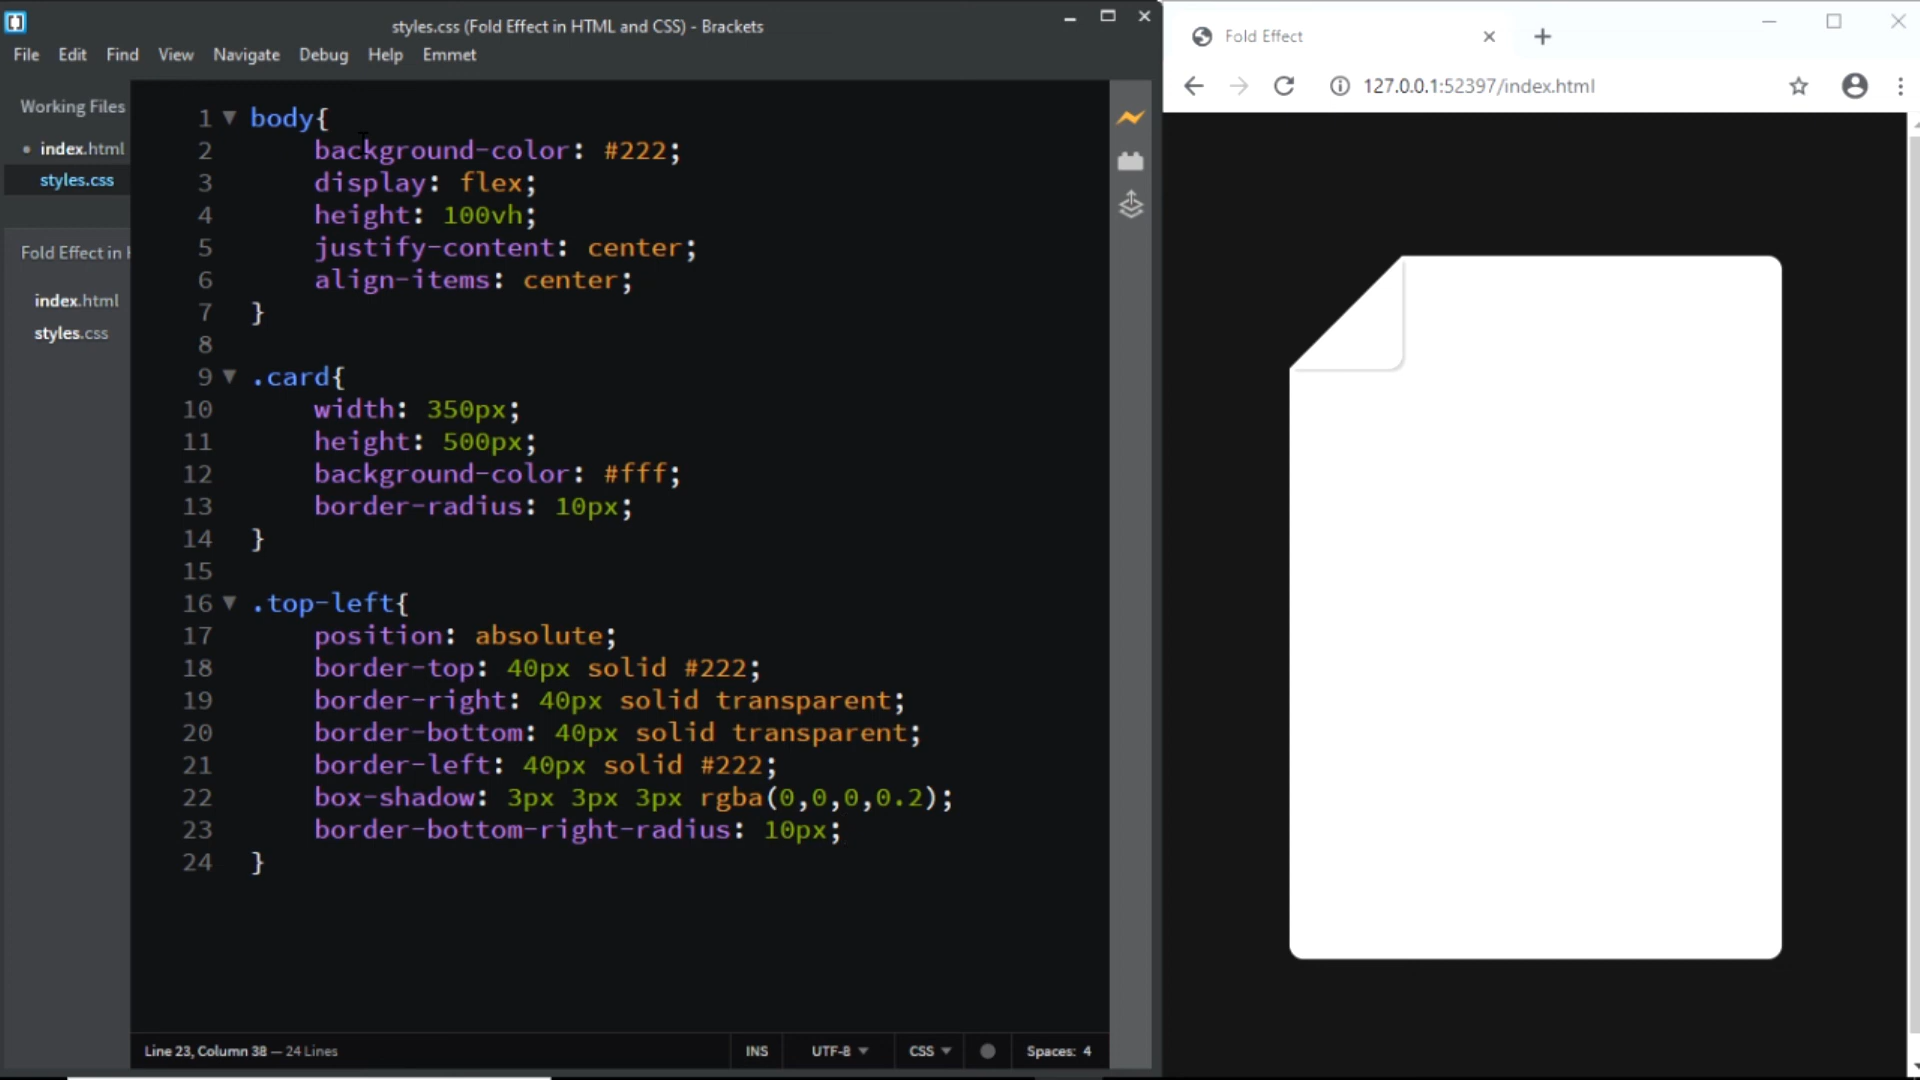 styles.css (Fold Effect in HTML and CSS) - Brackets
File Edit Find View Navigate Debug Help Emmet
Working Files
index.html
styles.css
Fold Effect in
index.html
styles.css
1 body{
2 background-color: #222;
3 display: flex;
4 height: 100vh;
5 justify-content: center;
6 align-items: center;
7 }
8
9 .card{
10 width: 350px;
11 height: 500px;
12 background-color: #fff;
13 border-radius: 10px;
14 }
15
16 .top-left{
17 position: absolute;
18 border-top: 40px solid #222;
19 border-right: 40px solid transparent;
20 border-bottom: 40px solid transparent;
21 border-left: 40px solid #222;
22 box-shadow: 3px 3px 3px rgba(0,0,0,0.2);
23 border-bottom-right-radius: 10px;
24 }
Line 23, Column 38 — 24 Lines
INS UTF-8 CSS Spaces: 4
Fold Effect
127.0.0.1:52397/index.html